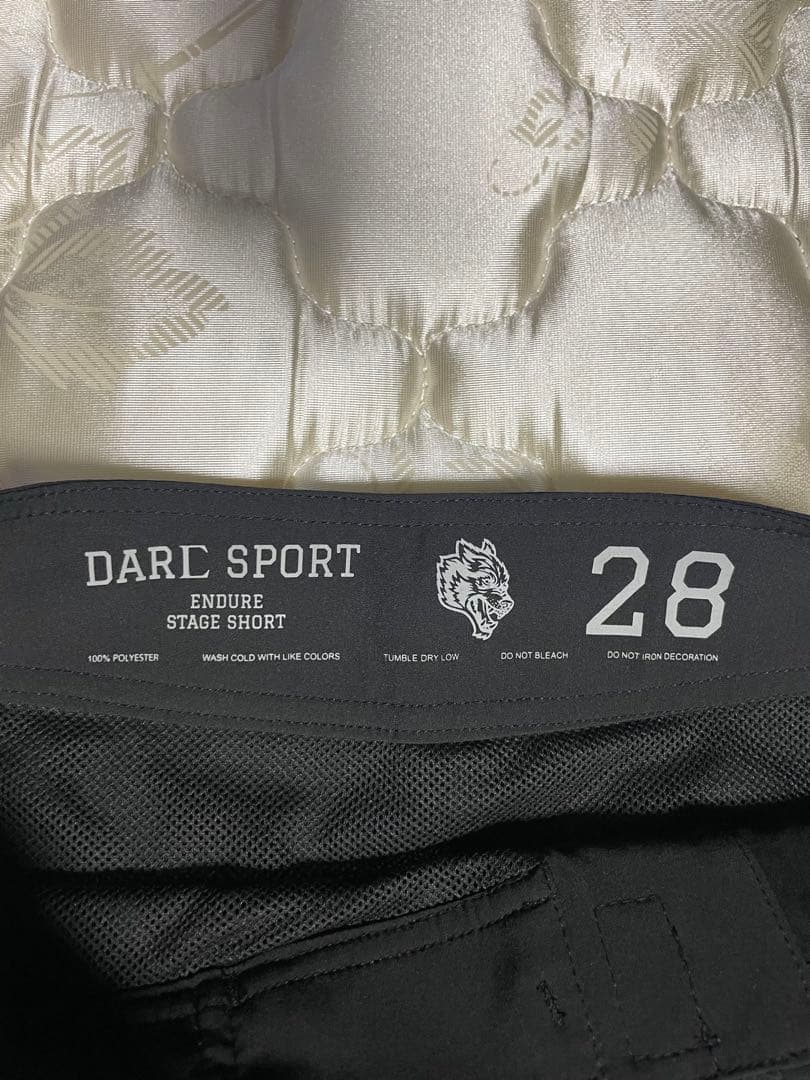 DARC SPORT
ENDURE
STAGE SHORT
28
100% POLYESTER WASH COLD WITH LIKE COLORS TUMBLE DRY LOW DO NOT BLEACH DO NOT IRON DECORATION